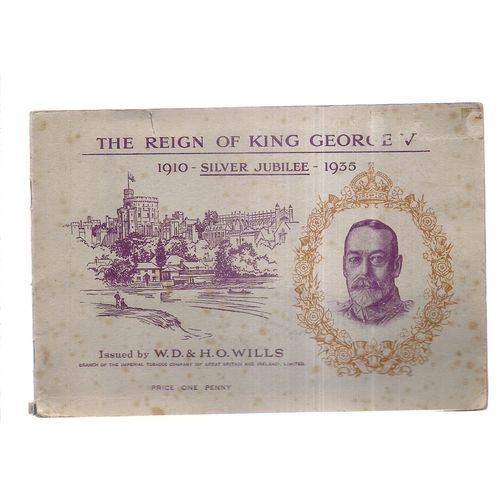 THE REIGN OF KING GEORGE V
1910 - SILVER JUBILEE - 1935
Issued by W.D. & H.O. WILLS
BRANCH OF THE IMPERIAL TOBACCO COMPANY (OF GREAT BRITAIN AND IRELAND), LIMITED.
PRICE ONE PENNY